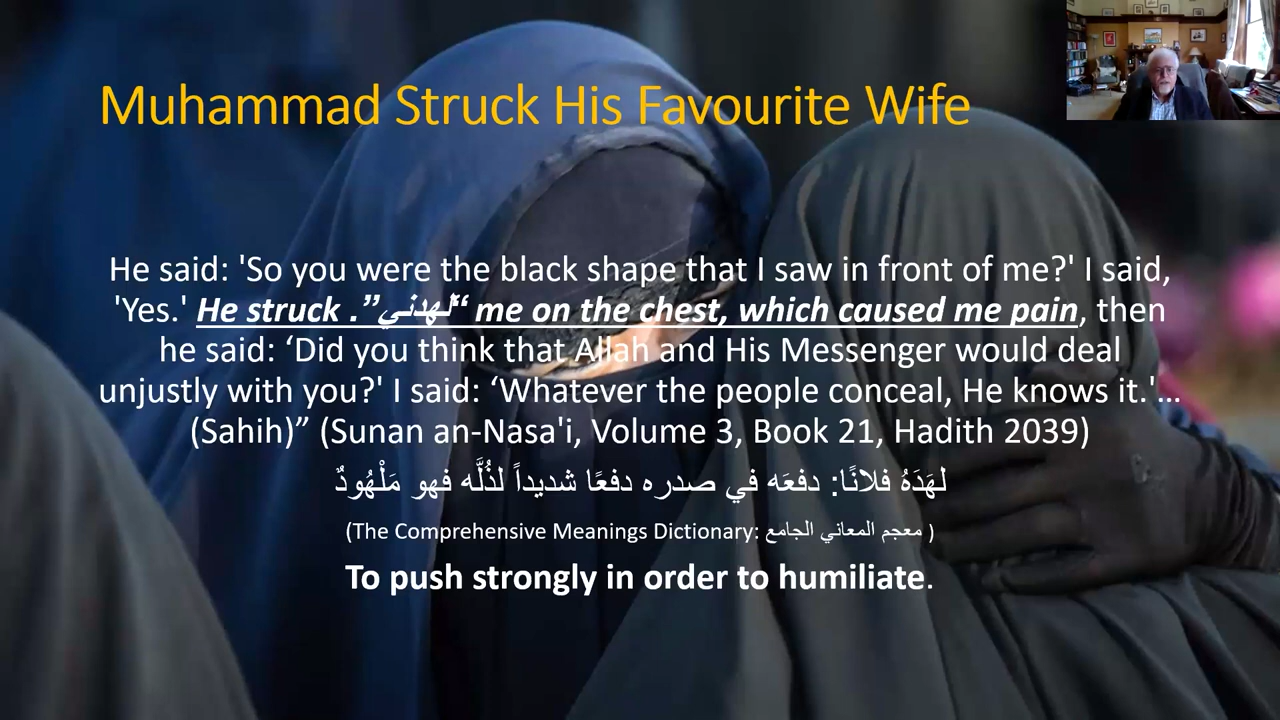 Muhammad Struck His Favourite Wife
He said: 'So you were the black shape that I saw in front of me?' I said,
'Yes.' He struck .”لهدني“ me on the chest, which caused me pain, then
he said: ‘Did you think that Allah and His Messenger would deal
unjustly with you?' I said: ‘Whatever the people conceal, He knows it.'…
(Sahih)” (Sunan an-Nasa'i, Volume 3, Book 21, Hadith 2039)
لهَدَهُ فلانًا: دفعَه في صدره دفعًا شديداً لذُلَّه فهو مَلْهُودٌ
(The Comprehensive Meanings Dictionary: معجم المعاني الجامع )
To push strongly in order to humiliate.